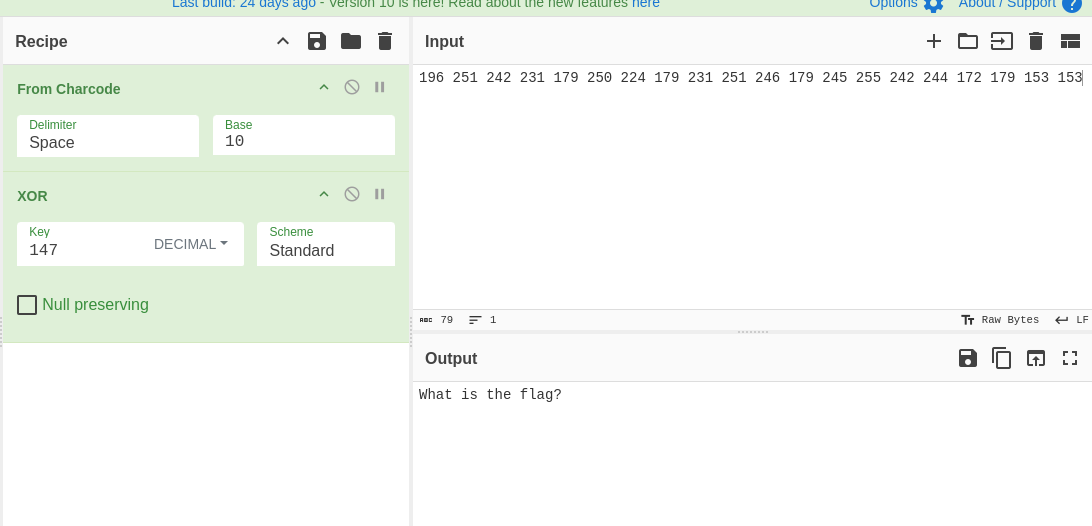 Last build: 24 days ago - Version 10 is here! Read about the new features here
Options
About / Support
Recipe
From Charcode
Delimiter
Space
Base
10
XOR
Key
147
DECIMAL
Scheme
Standard
Null preserving
Input
196 251 242 231 179 250 224 179 231 251 246 179 245 255 242 244 172 179 153 153
ABC 79
1
Raw Bytes
LF
Output
What is the flag?